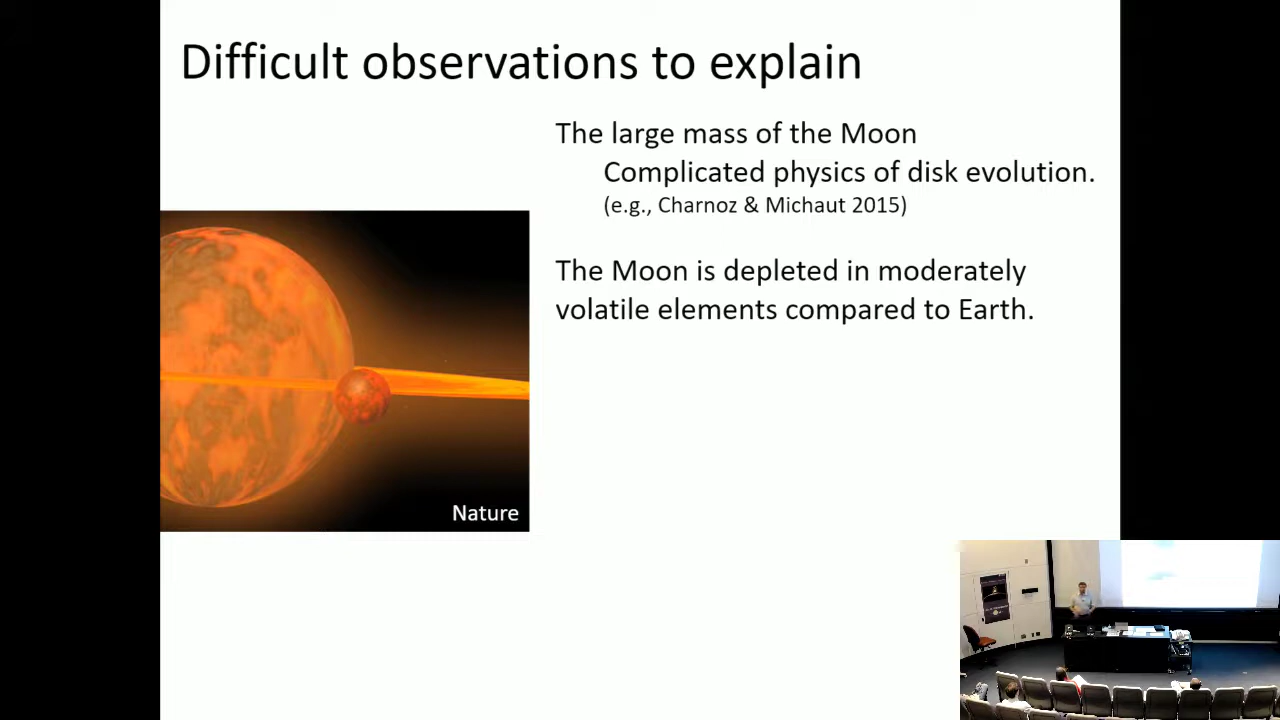 Difficult observations to explain
The large mass of the Moon
Complicated physics of disk evolution.
(e.g., Charnoz & Michaut 2015)
The Moon is depleted in moderately
volatile elements compared to Earth.
Nature